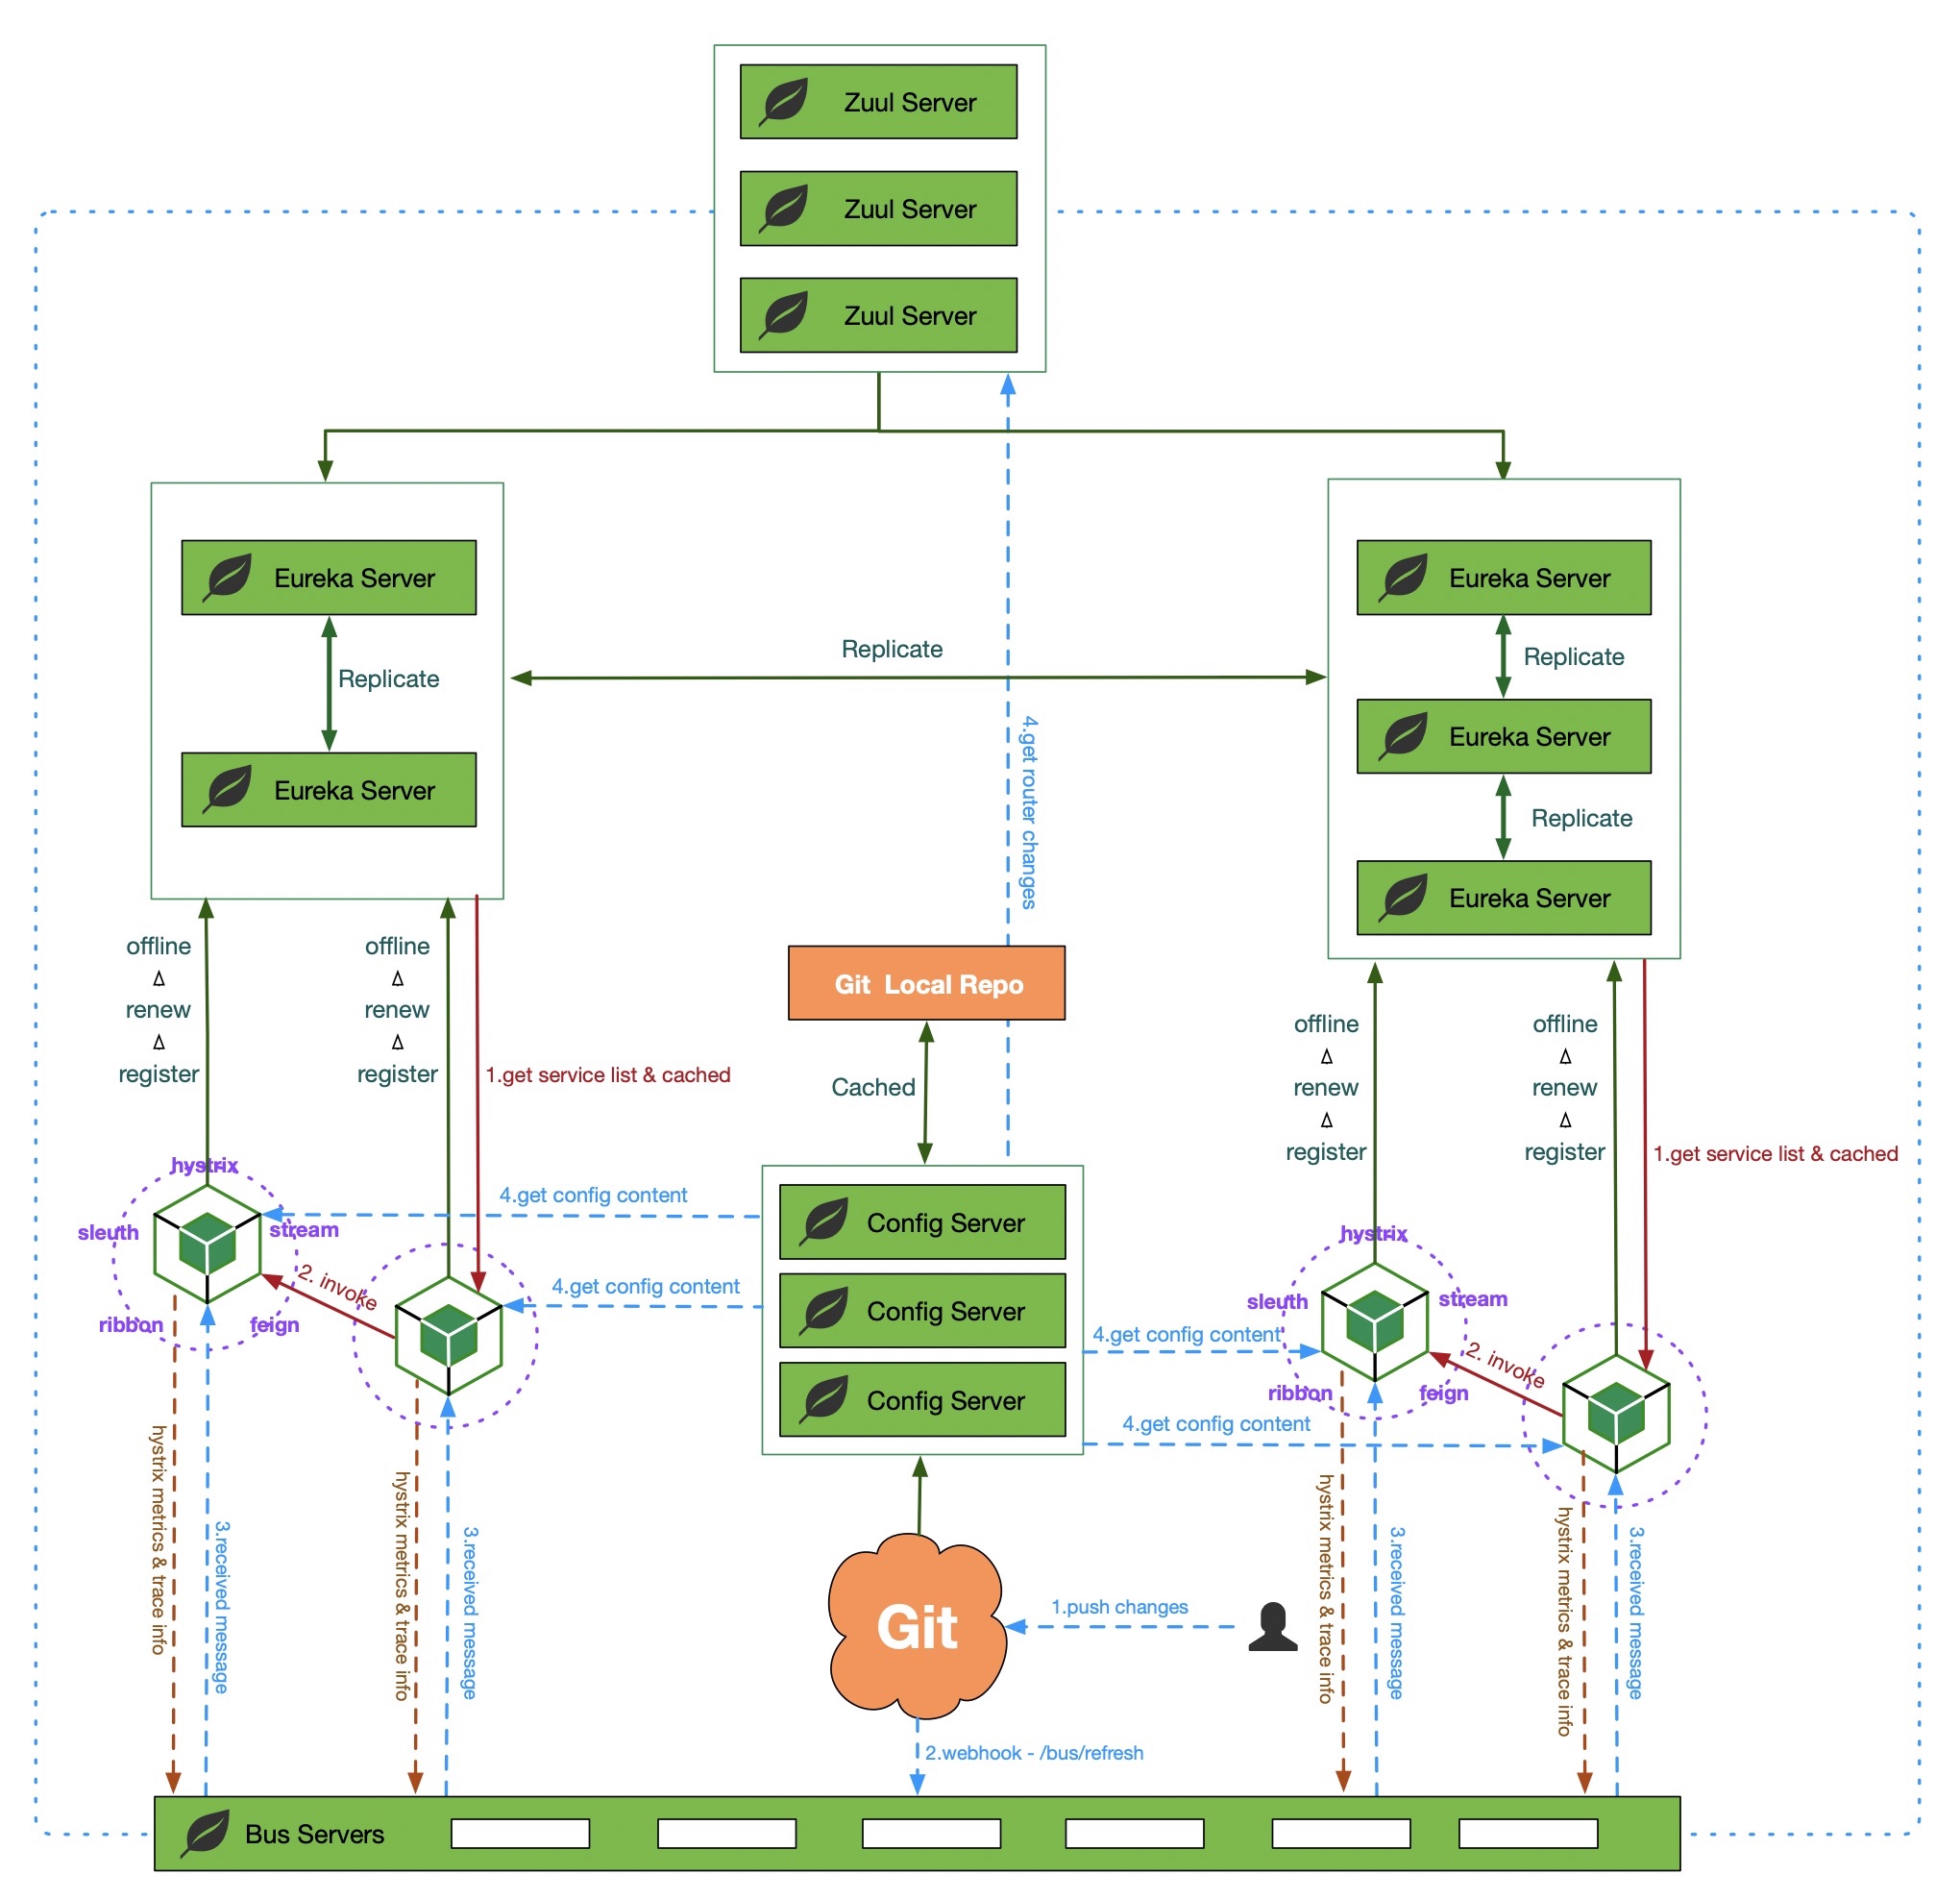 Zuul Server
Zuul Server
Zuul Server
Eureka Server
Replicate
Eureka Server
Replicate
Eureka Server
Replicate
Eureka Server
Replicate
Eureka Server
4.get router changes
offline
renew
register
offline
renew
register
1.get service list & cached
Git  Local Repo
Cached
offline
renew
register
offline
renew
register
1.get service list & cached
hystrix
sleuth
stream
ribbon
feign
2. invoke
4.get config content
4.get config content
Config Server
Config Server
Config Server
4.get config content
4.get config content
hystrix
sleuth
stream
ribbon
feign
2. invoke
hystrix metrics & trace info
3.received message
hystrix metrics & trace info
3.received message
Git
1.push changes
hystrix metrics & trace info
3.received message
hystrix metrics & trace info
3.received message
2.webhook - /bus/refresh
Bus Servers